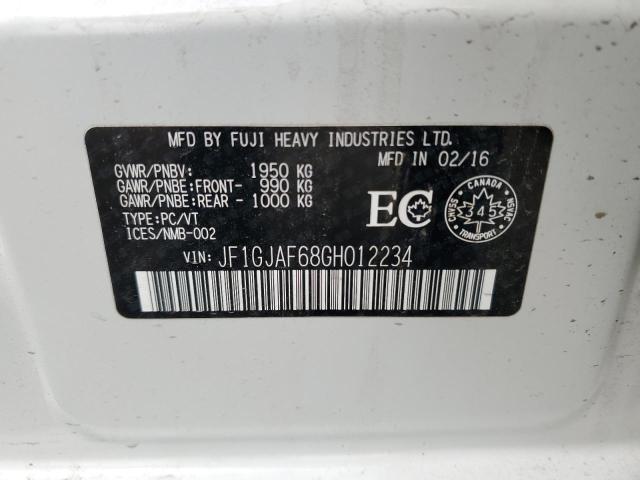 MFD BY FUJI HEAVY INDUSTRIES LTD.
MFD IN 02/16
GVWR/PNBV: 1950 KG
GAWR/PNBE:FRONT- 990 KG
GAWR/PNBE:REAR - 1000 KG
TYPE:PC/VT
ICES/NMB-002
EC
CANADA
CMVSS 345 NSVAC
TRANSPORT
VIN: JF1GJAF68GH012234